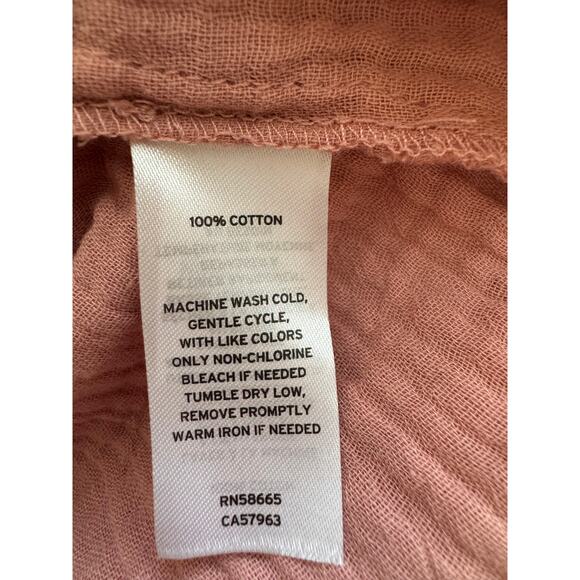 100% COTTON
MACHINE WASH COLD,
GENTLE CYCLE,
WITH LIKE COLORS
ONLY NON-CHLORINE
BLEACH IF NEEDED
TUMBLE DRY LOW,
REMOVE PROMPTLY
WARM IRON IF NEEDED
RN58665
CA57963